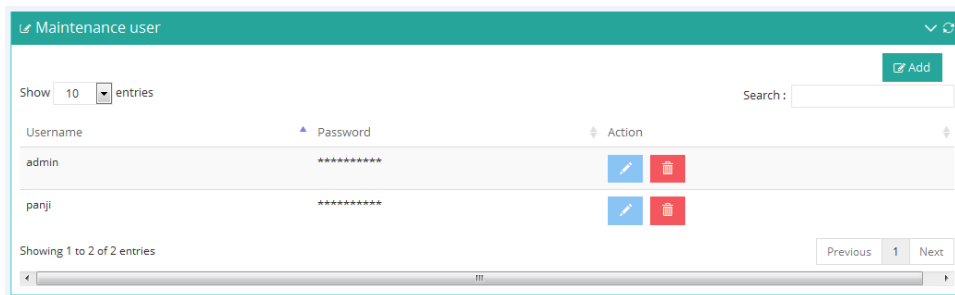 Maintenance user
Add
Show 10 entries
Search :
Username Password Action
admin **********
panji **********
Showing 1 to 2 of 2 entries
Previous 1 Next